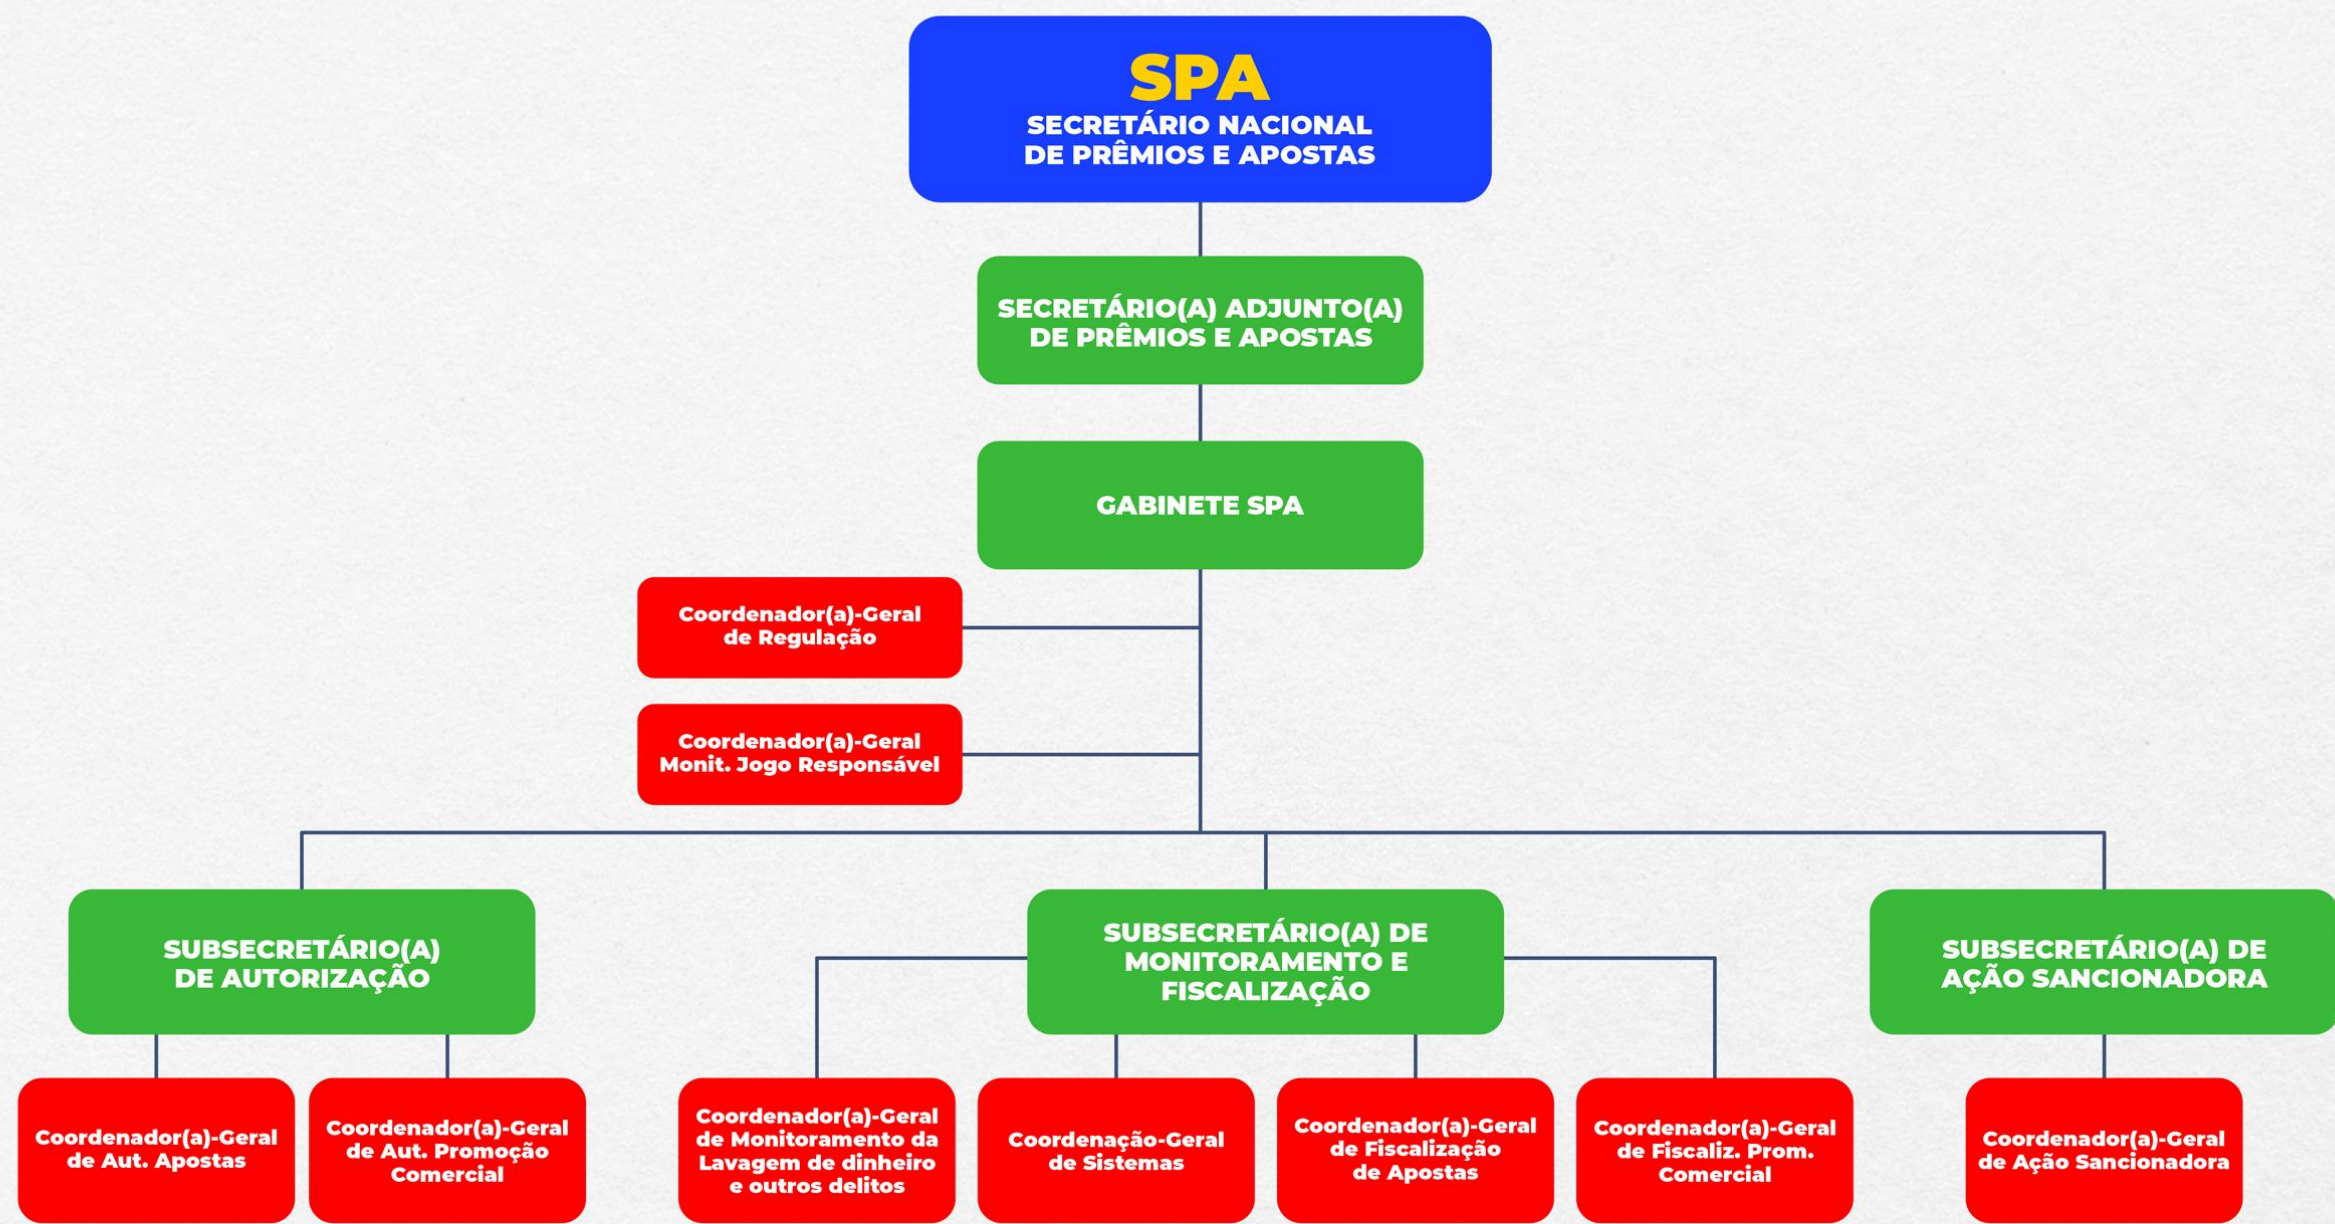 SPA
SECRETÁRIO NACIONAL
DE PRÊMIOS E APOSTAS
SECRETÁRIO(A) ADJUNTO(A)
DE PRÊMIOS E APOSTAS
GABINETE SPA
Coordenador(a)-Geral
de Regulação
Coordenador(a)-Geral
Monit. Jogo Responsável
SUBSECRETÁRIO(A)
DE AUTORIZAÇÃO
SUBSECRETÁRIO(A) DE
MONITORAMENTO E
FISCALIZAÇÃO
SUBSECRETÁRIO(A) DE
AÇÃO SANCIONADORA
Coordenador(a)-Geral
de Aut. Apostas
Coordenador(a)-Geral
de Aut. Promoção
Comercial
Coordenador(a)-Geral
de Monitoramento da
Lavagem de dinheiro
e outros delitos
Coordenação-Geral
de Sistemas
Coordenador(a)-Geral
de Fiscalização
de Apostas
Coordenador(a)-Geral
de Fiscaliz. Prom.
Comercial
Coordenador(a)-Geral
de Ação Sancionadora